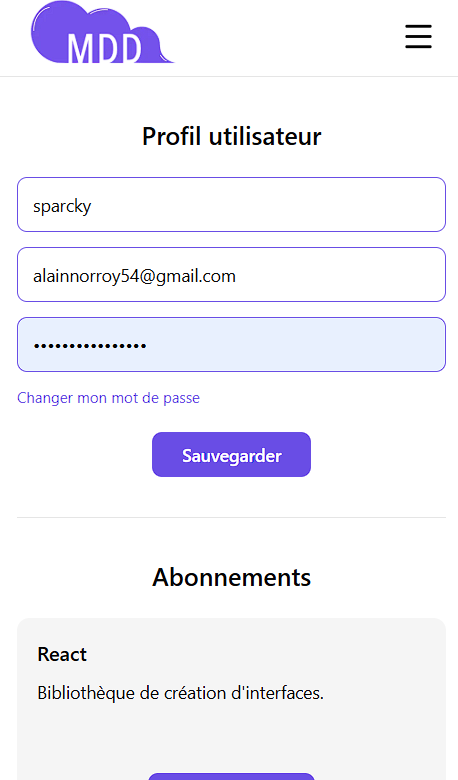 MDD
Profil utilisateur
sparcky
alainnorroy54@gmail.com
••••••••••••••••
Changer mon mot de passe
Sauvegarder
Abonnements
React
Bibliothèque de création d'interfaces.